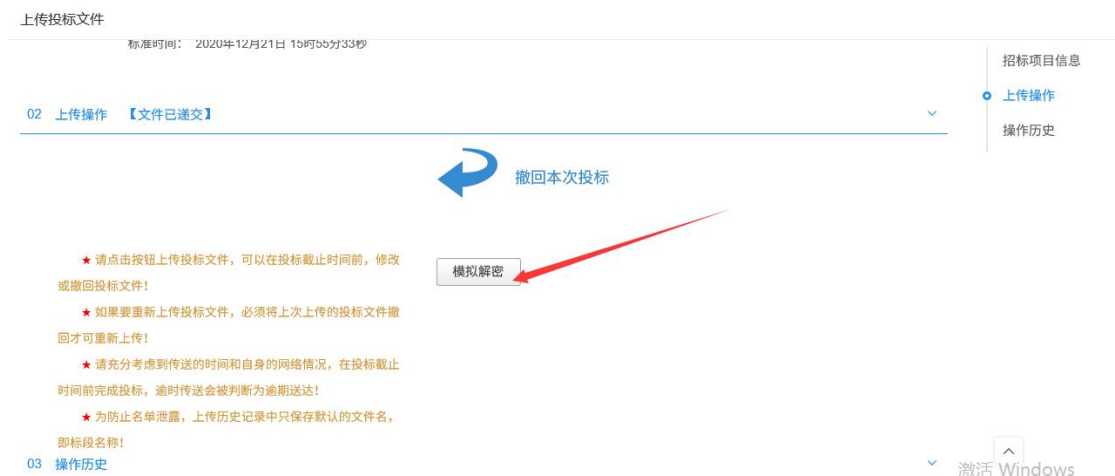 上传投标文件
标准时间： 2020年12月21日 15时55分33秒
招标项目信息
上传操作
操作历史
02 上传操作 【文件已递交】
撤回本次投标
模拟解密
★ 请点击按钮上传投标文件，可以在投标截止时间前，修改
或撤回投标文件！
★ 如果要重新上传投标文件，必须将上次上传的投标文件撤
回才可重新上传！
★ 请充分考虑到传送的时间和自身的网络情况，在投标截止
时间前完成投标，逾时传送会被判断为逾期送达！
★ 为防止名单泄露，上传历史记录中只保存默认的文件名，
即标段名称！
03 操作历史
激活 Windows